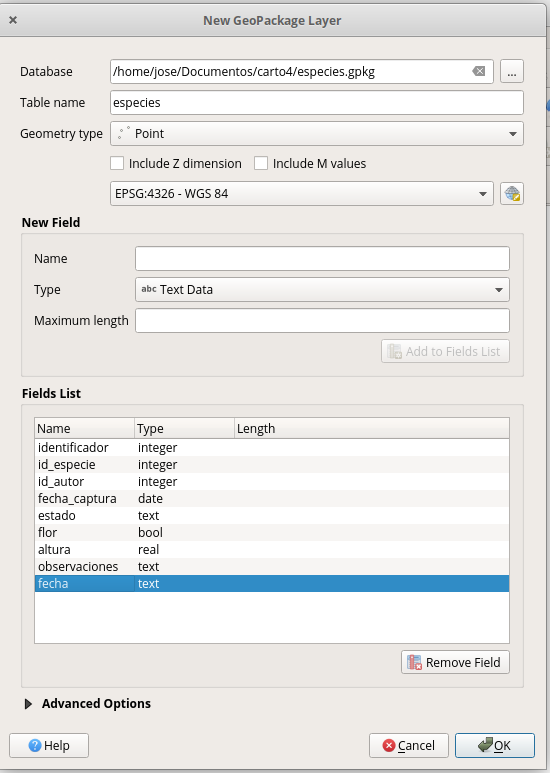 New GeoPackage Layer
Database /home/jose/Documentos/carto4/especies.gpkg ...
Table name especies
Geometry type Point
Include Z dimension Include M values
EPSG:4326 - WGS 84
New Field
Name
Type abc Text Data
Maximum length
Add to Fields List
Fields List
Name Type Length
identificador integer
id_especie integer
id_autor integer
fecha_captura date
estado text
flor bool
altura real
observaciones text
fecha text
Remove Field
Advanced Options
Help Cancel OK